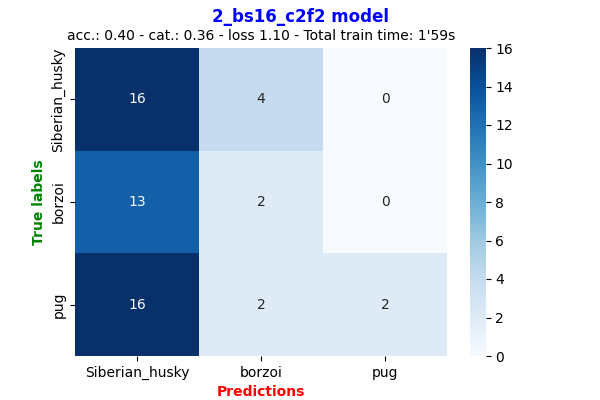 2_bs16_c2f2 model
acc.: 0.40 - cat.: 0.36 - loss 1.10 - Total train time: 1'59s
True labels
Siberian_husky
borzoi
pug
16 4 0
13 2 0
16 2 2
Siberian_husky borzoi pug
Predictions
16
14
12
10
8
6
4
2
0